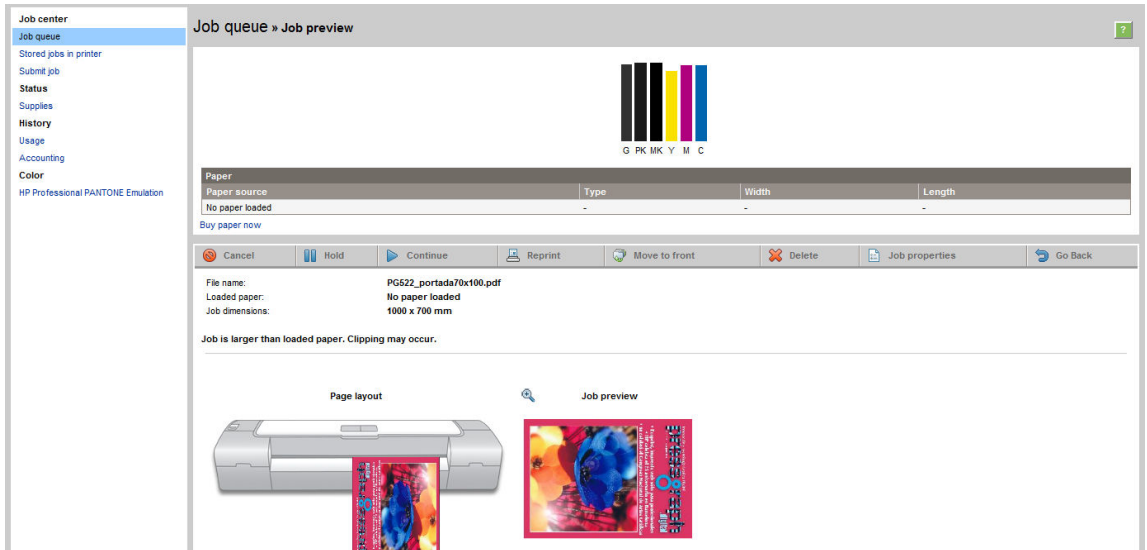 Job center
Job queue
Stored jobs in printer
Submit job
Status
Supplies
History
Usage
Accounting
Color
HP Professional PANTONE Emulation
Job queue » Job preview
?
G PK MK Y M C
Paper
Paper source Type Width Length
No paper loaded - - -
Buy paper now
Cancel Hold Continue Reprint Move to front Delete Job properties Go Back
File name: PG522_portada70x100.pdf
Loaded paper: No paper loaded
Job dimensions: 1000 x 700 mm
Job is larger than loaded paper. Clipping may occur.
Page layout Job preview